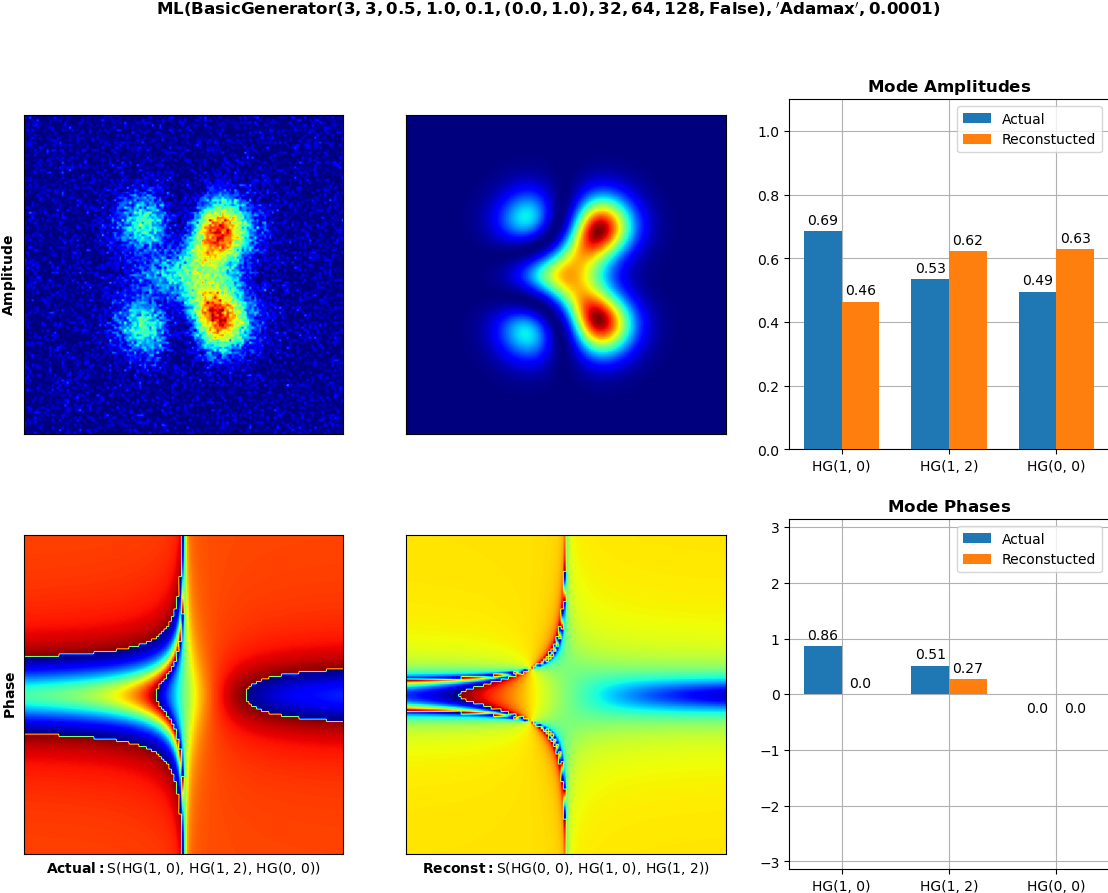 ML(BasicGenerator(3, 3, 0.5, 1.0, 0.1, (0.0, 1.0), 32, 64, 128, False), ′Adamax′, 0.0001)
Amplitude
Mode Amplitudes
Actual
Reconstucted
1.0
0.8
0.6
0.4
0.2
0.0
0.69
0.46
0.53
0.62
0.49
0.63
HG(1, 0)
HG(1, 2)
HG(0, 0)
Phase
Actual: S(HG(1, 0), HG(1, 2), HG(0, 0))
Reconst: S(HG(0, 0), HG(1, 0), HG(1, 2))
Mode Phases
Actual
Reconstucted
3
2
1
0
−1
−2
−3
0.86
0.0
0.51
0.27
0.0
0.0
HG(1, 0)
HG(1, 2)
HG(0, 0)